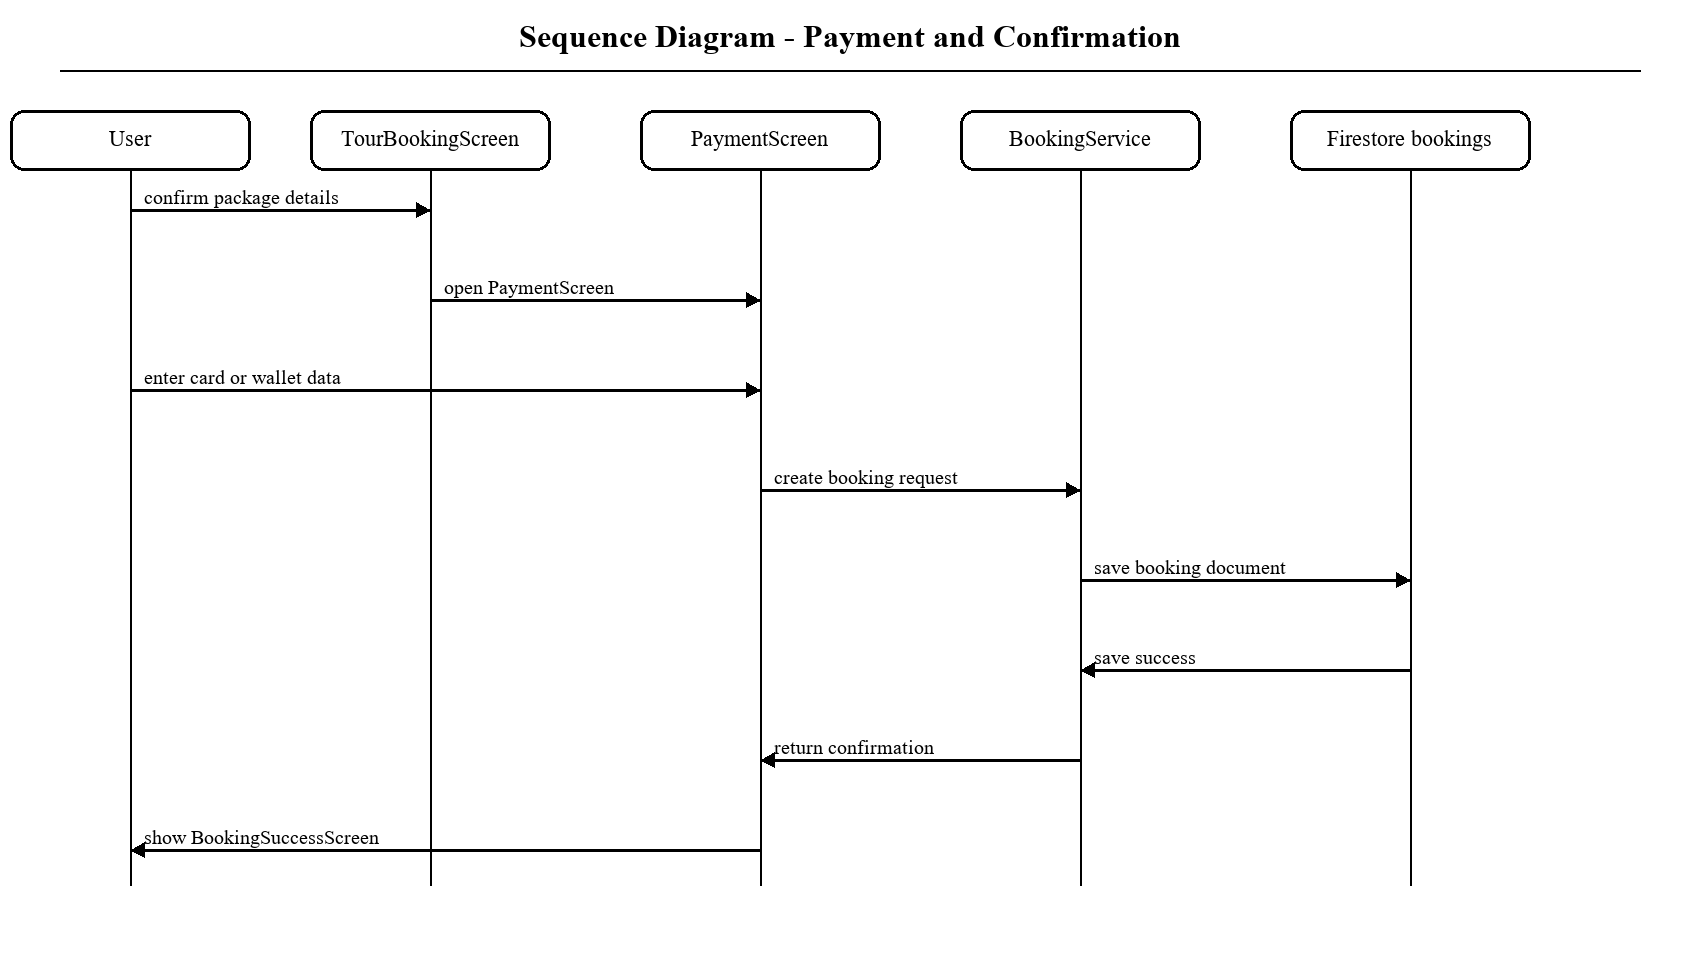 Sequence Diagram - Payment and Confirmation
User
TourBookingScreen
PaymentScreen
BookingService
Firestore bookings
confirm package details
open PaymentScreen
enter card or wallet data
create booking request
save booking document
save success
return confirmation
show BookingSuccessScreen